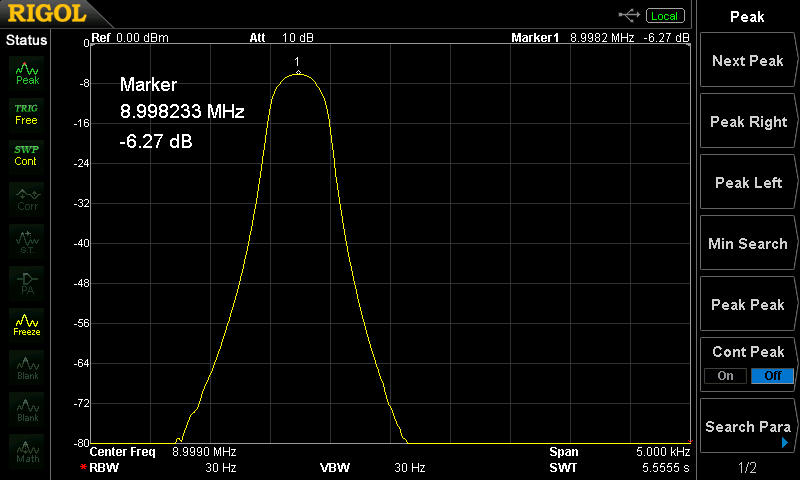 RIGOL
Local
Peak
Status
Ref 0.00 dBm Att 10 dB Marker1 8.9982 MHz -6.27 dB
Next Peak
Peak Right
Peak Left
Min Search
Peak Peak
Cont Peak
On Off
Search Para
1/2
Peak
TRIG
Free
SWP
Cont
Corr
S.T.
PA
Freeze
Blank
Blank
Math
0
-8
-16
-24
-32
-40
-48
-56
-64
-72
-80
1
Marker
8.998233 MHz
-6.27 dB
Center Freq 8.9990 MHz Span 5.000 kHz
RBW 30 Hz VBW 30 Hz SWT 5.5555 s